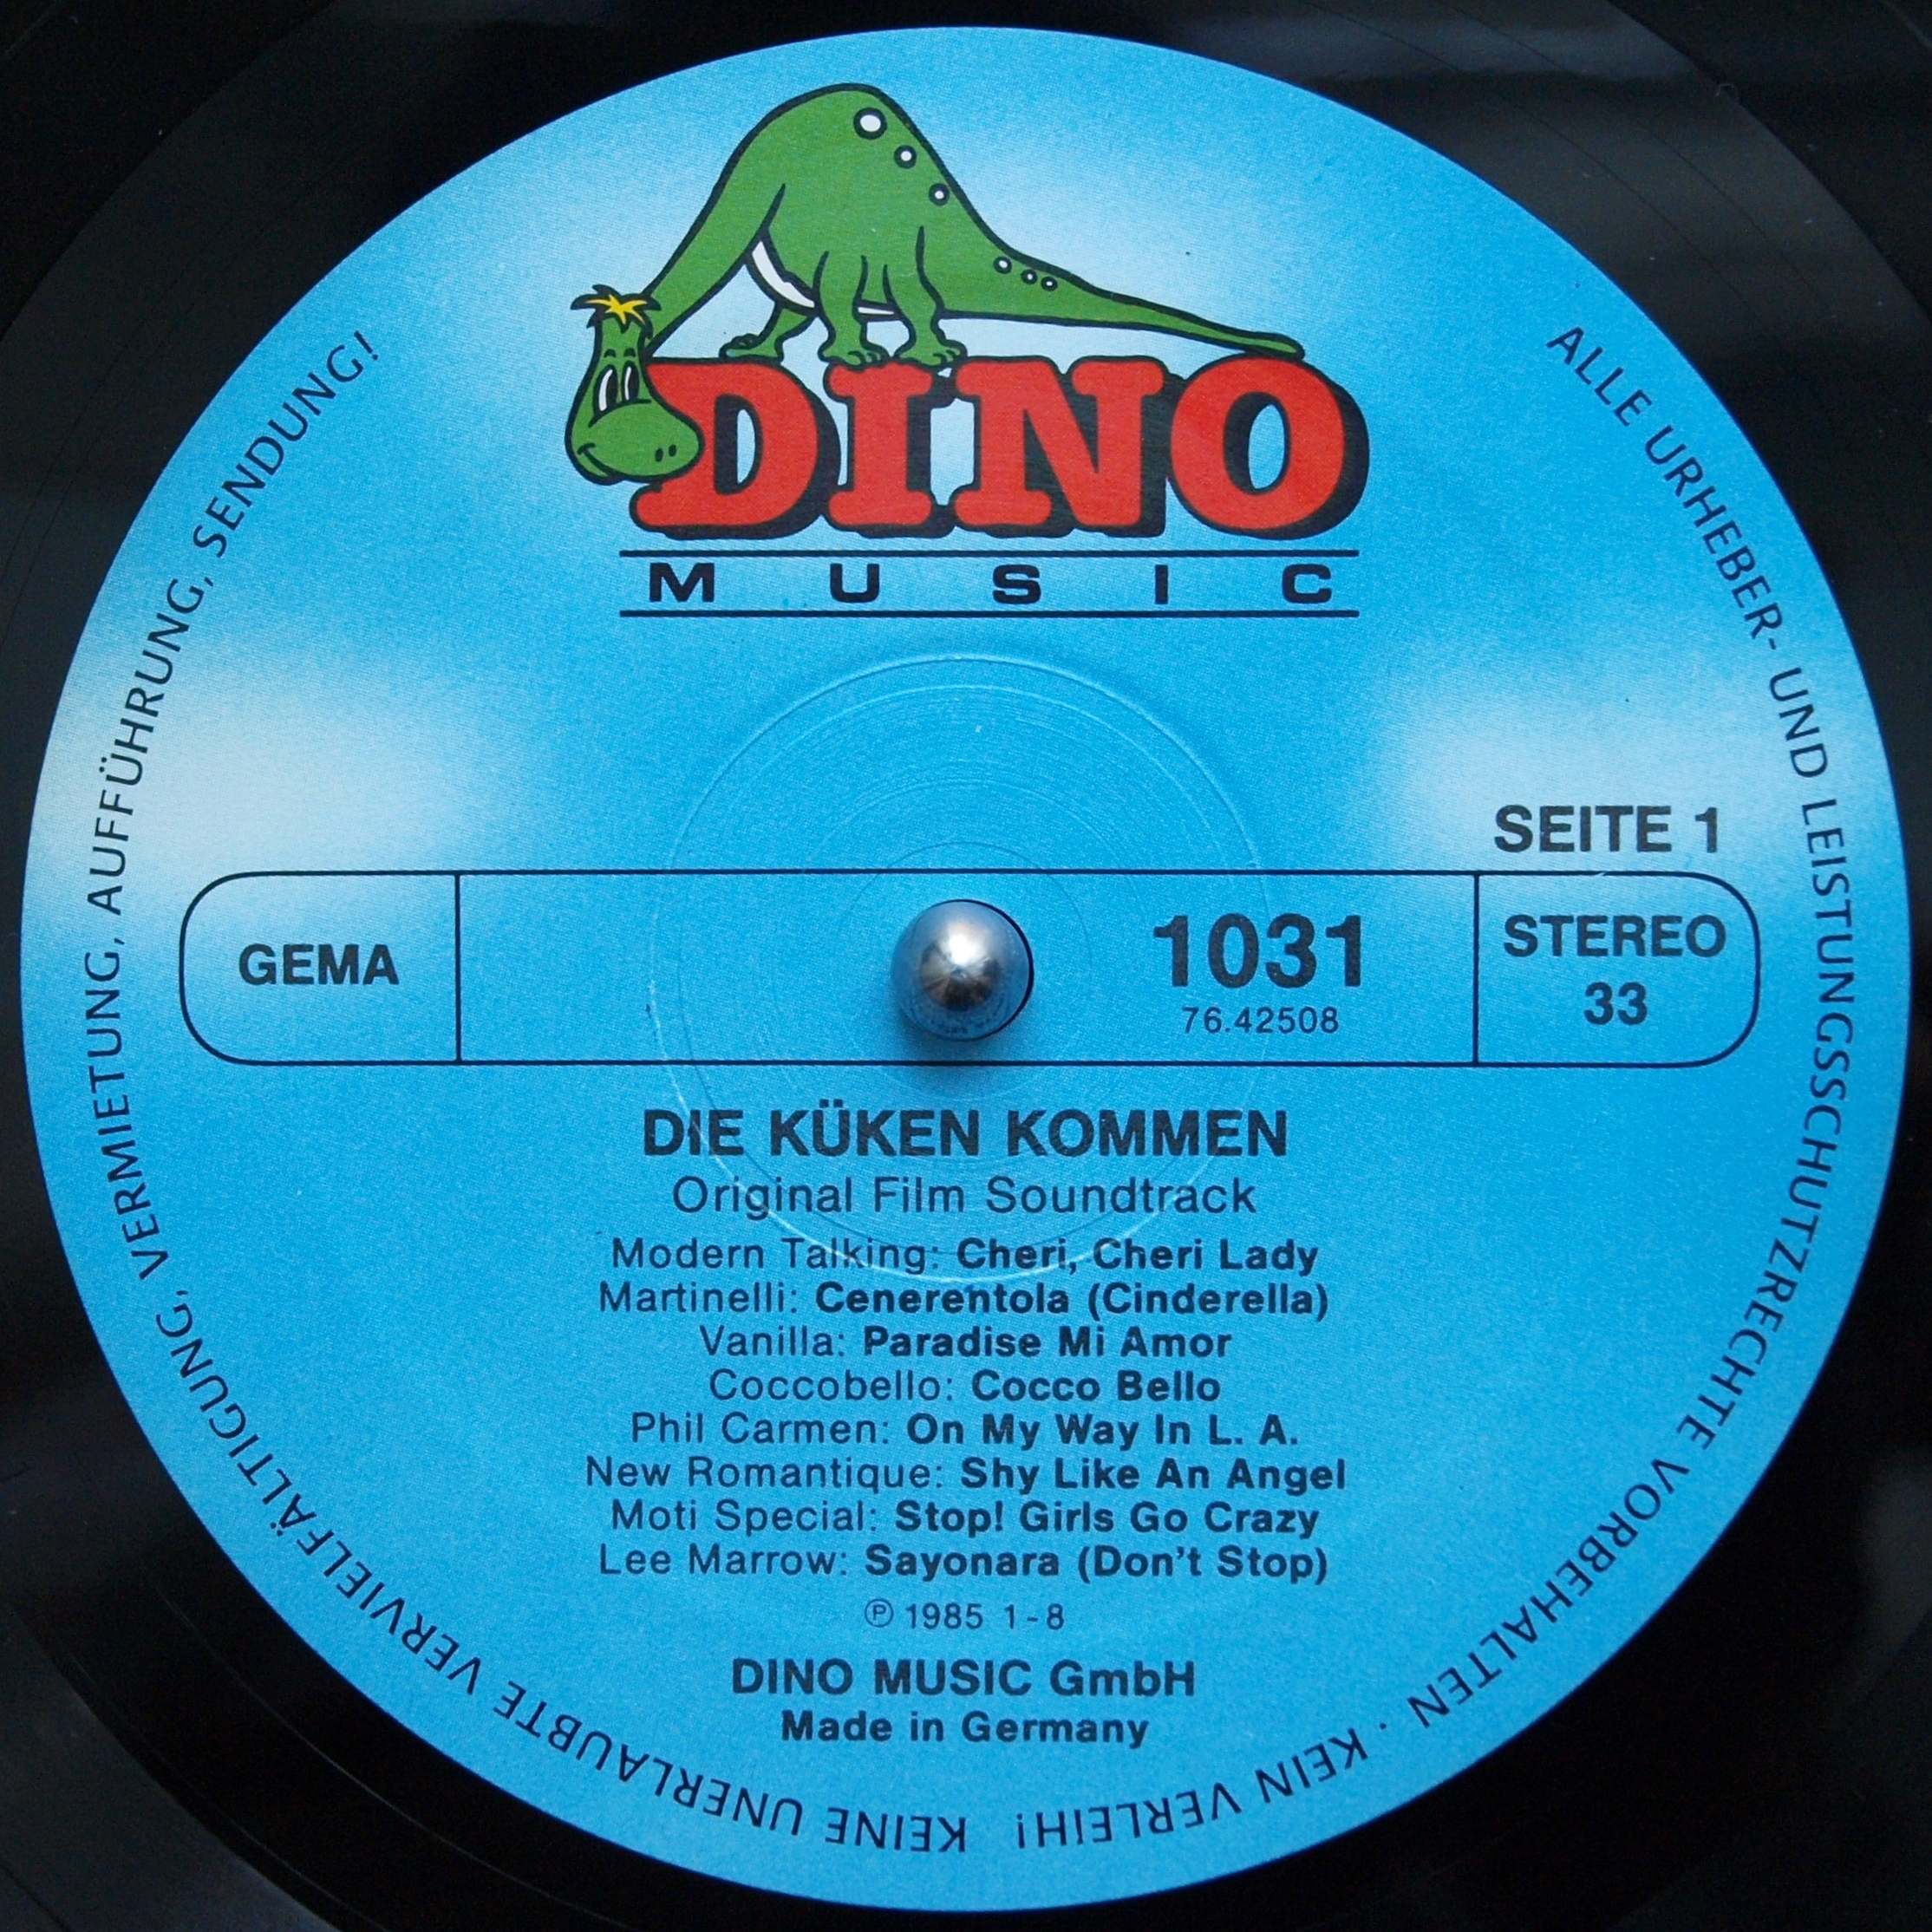 DINO
MUSIC
SEITE 1
GEMA
1031
76.42508
STEREO
33
DIE KÜKEN KOMMEN
Original Film Soundtrack
Modern Talking: Cheri, Cheri Lady
Martinelli: Cenerentola (Cinderella)
Vanilla: Paradise Mi Amor
Coccobello: Cocco Bello
Phil Carmen: On My Way In L. A.
New Romantique: Shy Like An Angel
Moti Special: Stop! Girls Go Crazy
Lee Marrow: Sayonara (Don't Stop)
℗ 1985 1-8
DINO MUSIC GmbH
Made in Germany
ALLE URHEBER- UND LEISTUNGSSCHUTZRECHTE VORBEHALTEN · KEIN VERLEIH! KEINE UNERLAUBTE VERVIELFÄLTIGUNG, VERMIETUNG, AUFFÜHRUNG, SENDUNG!